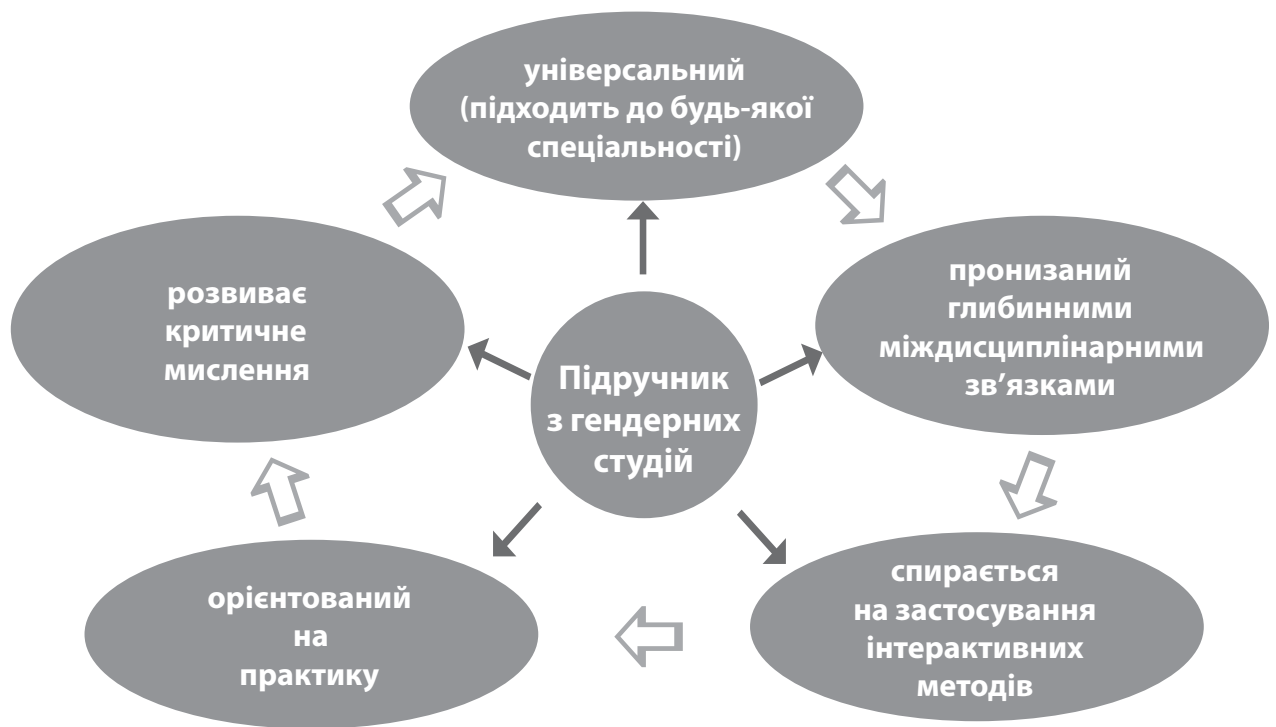 універсальний
(підходить до будь-якої
спеціальності)
розвиває
критичне
мислення
пронизаний
глибинними
міждисциплінарними
зв’язками
Підручник
з гендерних
студій
орієнтований
на
практику
спирається
на застосування
інтерактивних
методів